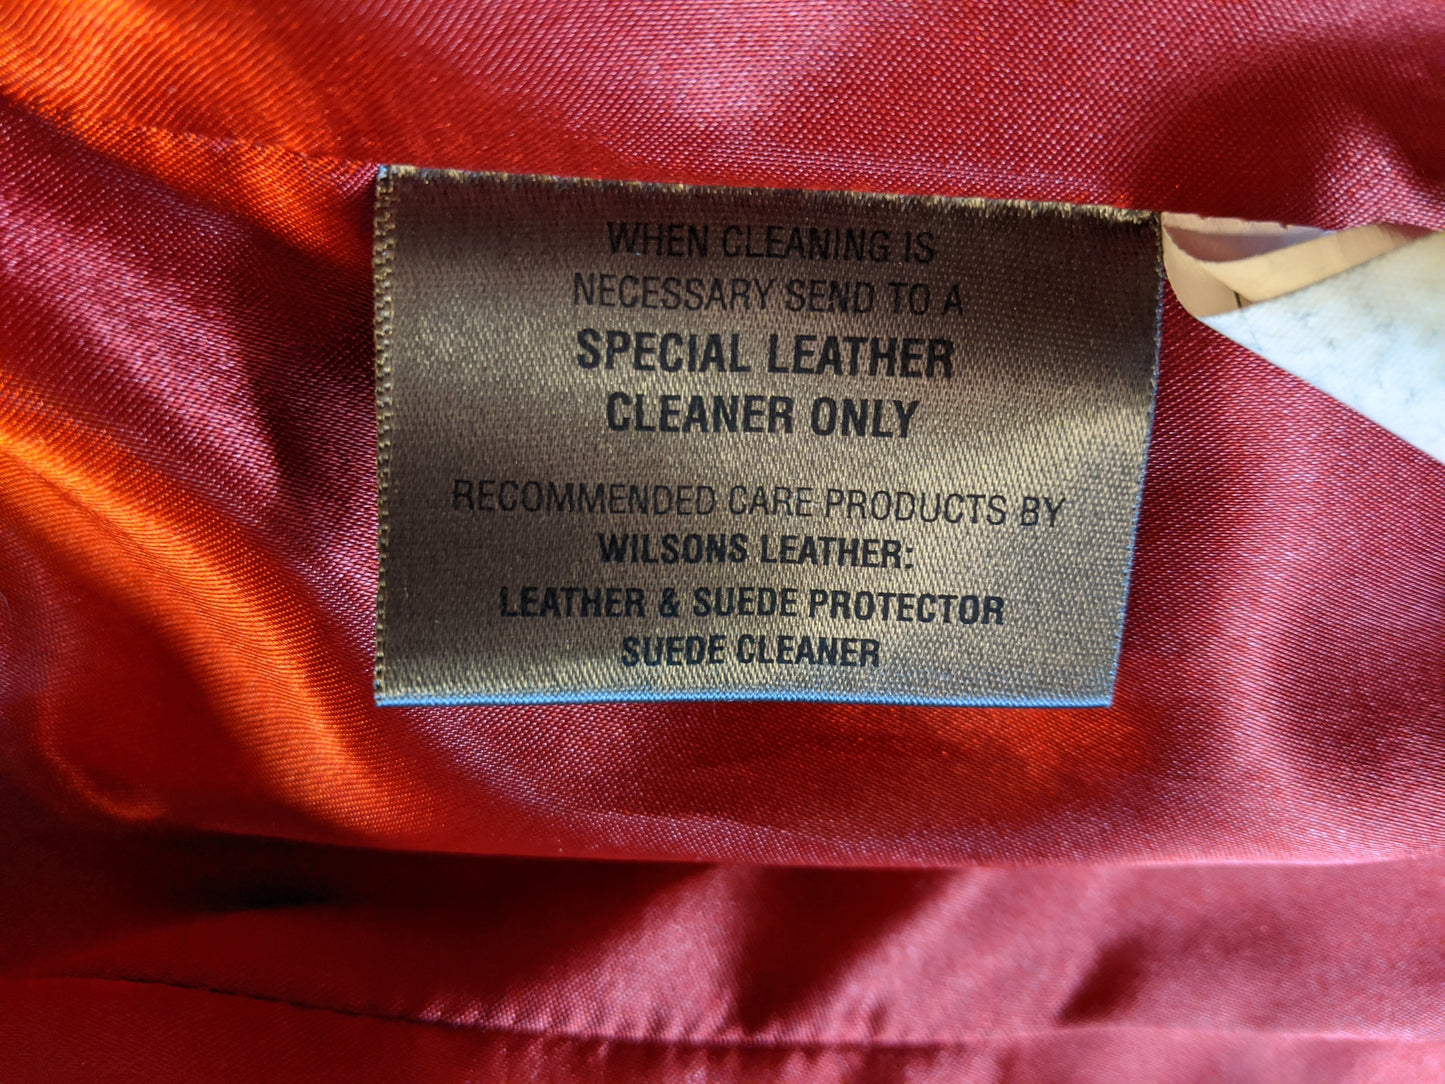 WHEN CLEANING IS
NECESSARY SEND TO A
SPECIAL LEATHER
CLEANER ONLY
RECOMMENDED CARE PRODUCTS BY
WILSONS LEATHER:
LEATHER & SUEDE PROTECTOR
SUEDE CLEANER